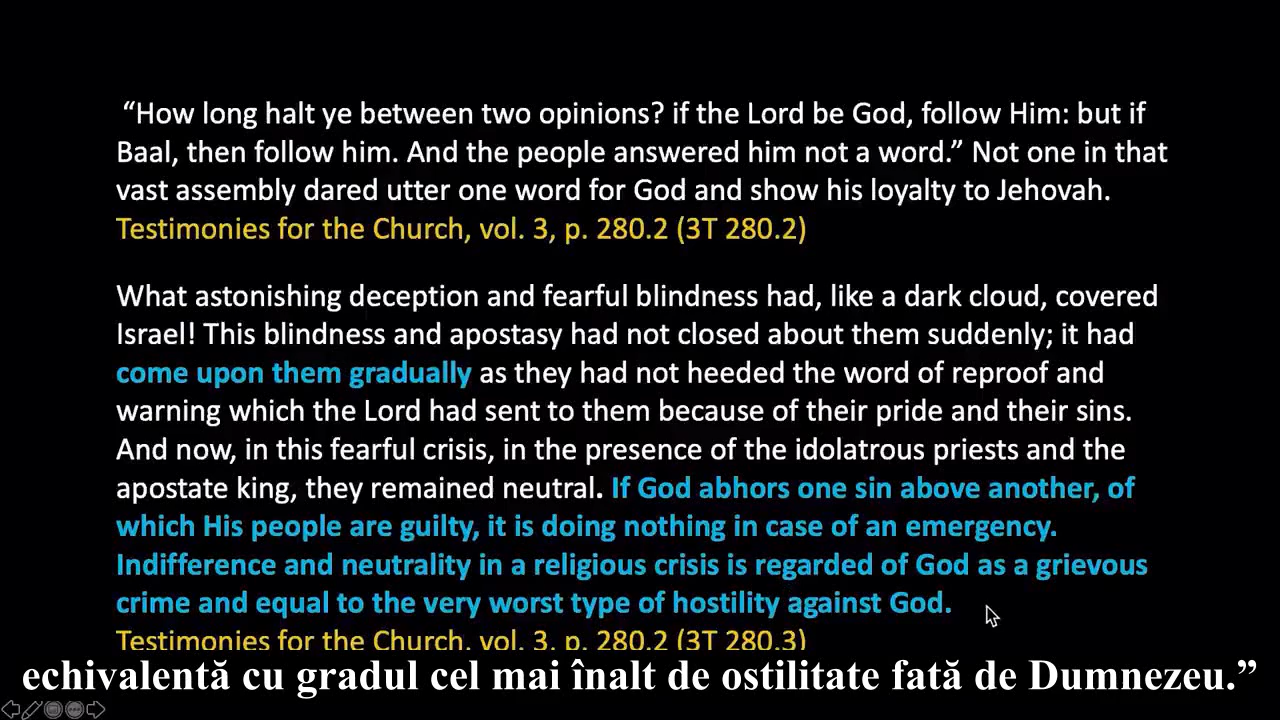 “How long halt ye between two opinions? if the Lord be God, follow Him: but if
Baal, then follow him. And the people answered him not a word.” Not one in that
vast assembly dared utter one word for God and show his loyalty to Jehovah.
Testimonies for the Church, vol. 3, p. 280.2 (3T 280.2)
What astonishing deception and fearful blindness had, like a dark cloud, covered
Israel! This blindness and apostasy had not closed about them suddenly; it had
come upon them gradually as they had not heeded the word of reproof and
warning which the Lord had sent to them because of their pride and their sins.
And now, in this fearful crisis, in the presence of the idolatrous priests and the
apostate king, they remained neutral. If God abhors one sin above another, of
which His people are guilty, it is doing nothing in case of an emergency.
Indifference and neutrality in a religious crisis is regarded of God as a grievous
crime and equal to the very worst type of hostility against God.
Testimonies for the Church, vol. 3, p. 280.2 (3T 280.3)
echivalentă cu gradul cel mai înalt de ostilitate fată de Dumnezeu.”